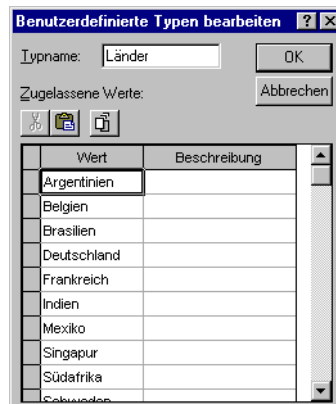 Benutzerdefinierte Typen bearbeiten
Typname: Länder
OK
Abbrechen
Zugelassene Werte:
Wert Beschreibung
Argentinien
Belgien
Brasilien
Deutschland
Frankreich
Indien
Mexiko
Singapur
Südafrika
Schweden